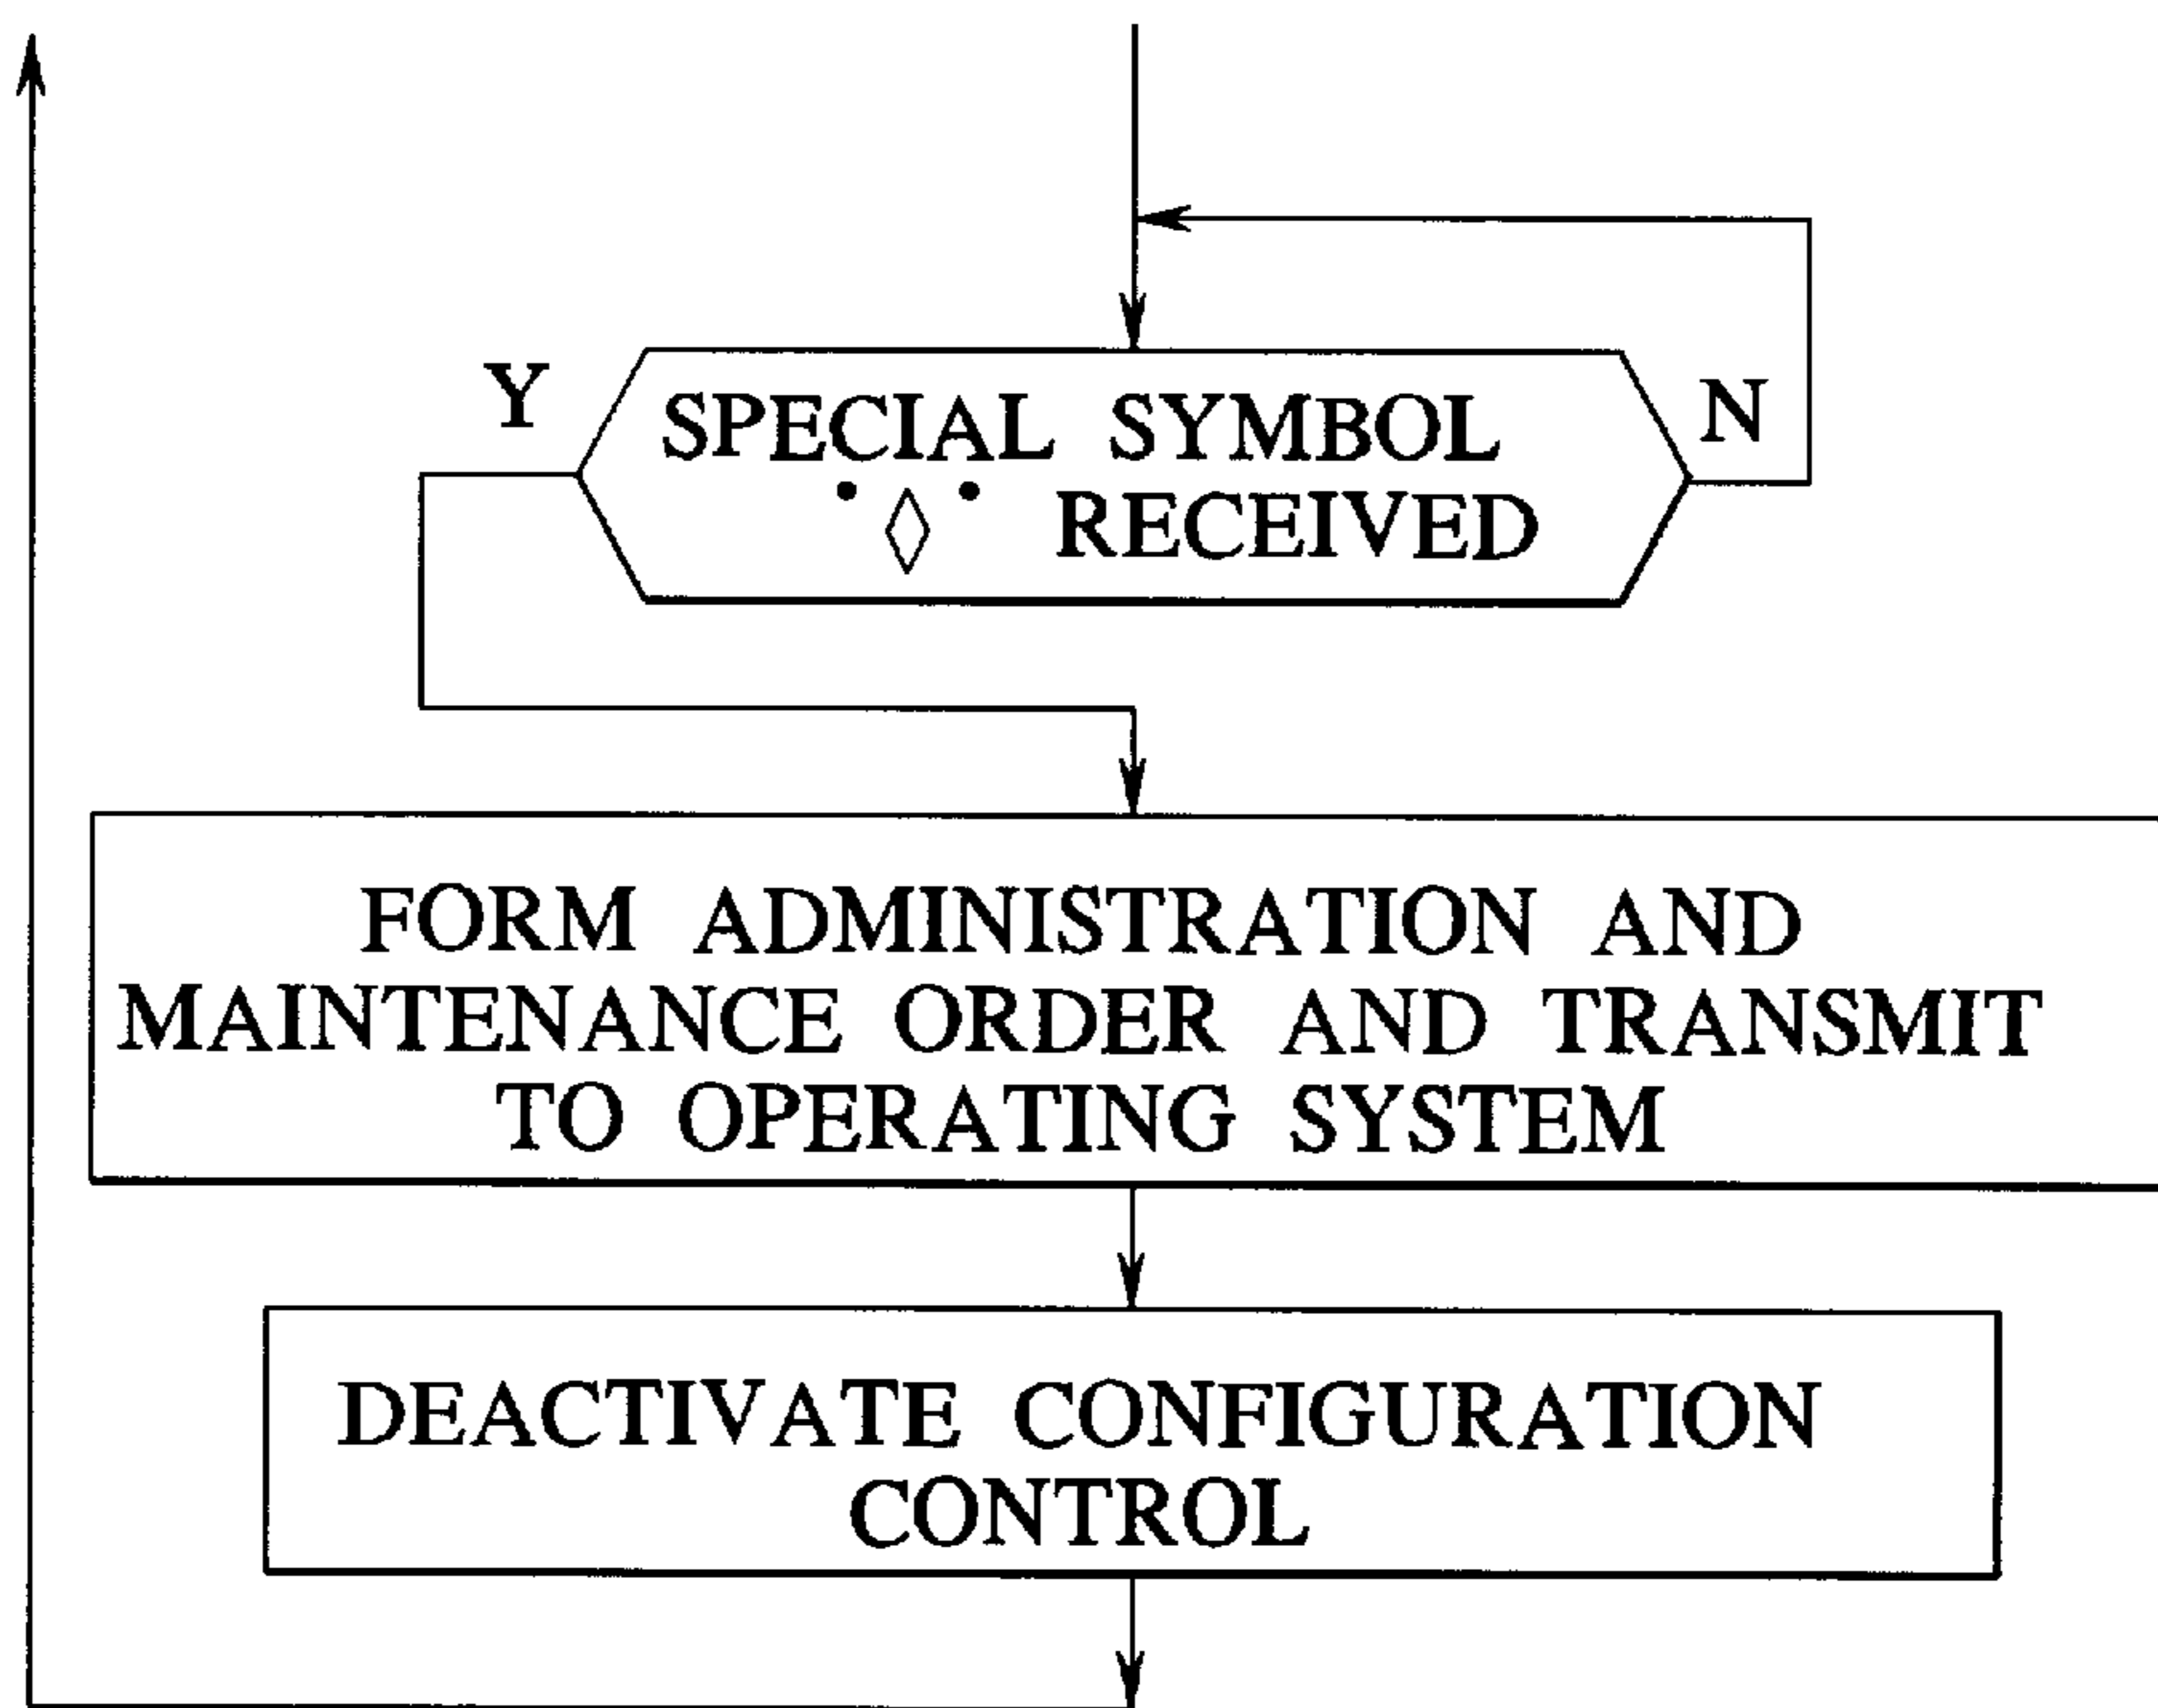 Y
SPECIAL SYMBOL
N
•◊• RECEIVED
FORM ADMINISTRATION AND
MAINTENANCE ORDER AND TRANSMIT
TO OPERATING SYSTEM
DEACTIVATE CONFIGURATION
CONTROL